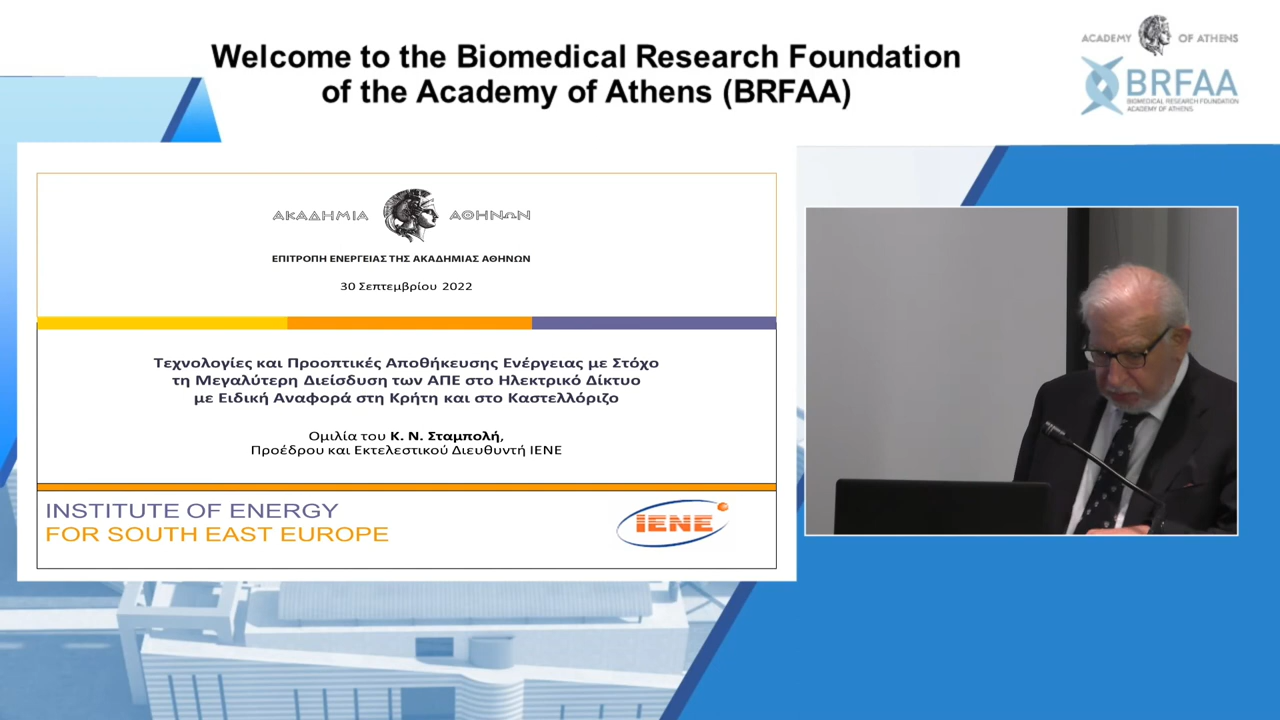 Welcome to the Biomedical Research Foundation
of the Academy of Athens (BRFAA)
ACADEMY OF ATHENS
BRFAA
BIOMEDICAL RESEARCH FOUNDATION
ACADEMY OF ATHENS
ΑΚΑΔΗΜΙΑ ΑΘΗΝΩΝ
ΕΠΙΤΡΟΠΗ ΕΝΕΡΓΕΙΑΣ ΤΗΣ ΑΚΑΔΗΜΙΑΣ ΑΘΗΝΩΝ
30 Σεπτεμβρίου 2022
Τεχνολογίες και Προοπτικές Αποθήκευσης Ενέργειας με Στόχο
τη Μεγαλύτερη Διείσδυση των ΑΠΕ στο Ηλεκτρικό Δίκτυο
με Ειδική Αναφορά στη Κρήτη και στο Καστελλόριζο
Ομιλία του Κ. Ν. Σταμπολή,
Προέδρου και Εκτελεστικού Διευθυντή ΙΕΝΕ
INSTITUTE OF ENERGY
FOR SOUTH EAST EUROPE
IENE